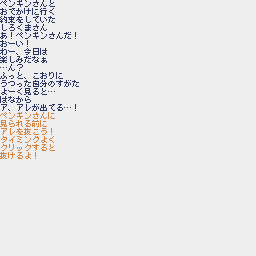 ペンギンさんと
おでかけに行く
約束をしていた
しろくまさん
あ！ペンギンさんだ！
おーい！
わー、今日は
楽しみだなぁ
…ん？
ふっと、こおりに
うつった自分のすがた
よーく見ると…
はなから
ア、アレが出てる…！
ペンギンさんに
見られる前に
アレを抜こう！
タイミングよく
クリックすると
抜けるよ！